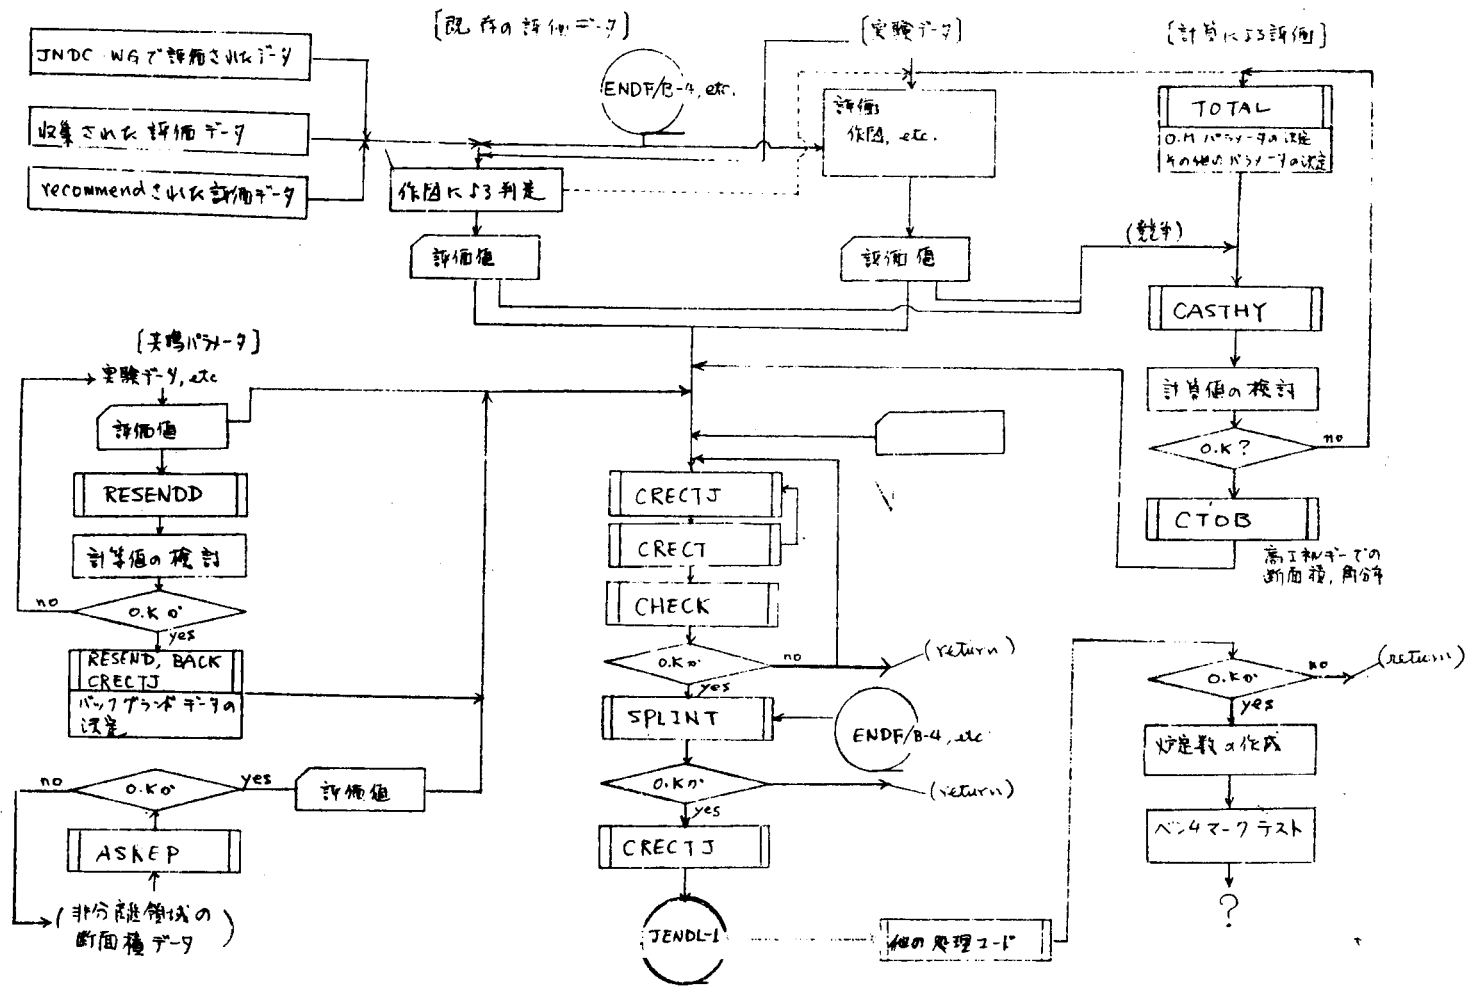 [既存の評価データ]
[実験データ]
[計算による評価]
JNDC WGで評価されたデータ
収集された評価データ
recommendされた評価データ
ENDF/B-4, etc.
評価
作図, etc.
TOTAL
O.M パラメータの決定
その他のパラメータの決定
作図による判定
評価値
評価値
(競争)
CASTHY
計算値の検討
O.K?
no
CTOB
高エネルギーでの
断面積, 角分布
[共鳴パラメータ]
実験データ, etc
評価値
RESENDD
計算値の検討
O.Kか
no
yes
RESEND, BACK
CRECTJ
バックグランドデータの
決定
no
O.Kか
yes
評価値
ASREP
(非分離領域の
断面積データ)
CRECTJ
CRECT
CHECK
O.Kか
no
(return)
yes
SPLINT
ENDF/B-4, etc
O.Kか
(return)
yes
CRECTJ
JENDL-1
他の処理コード
O.Kか
no
(return)
yes
炉定数の作成
ベンチマークテスト
?